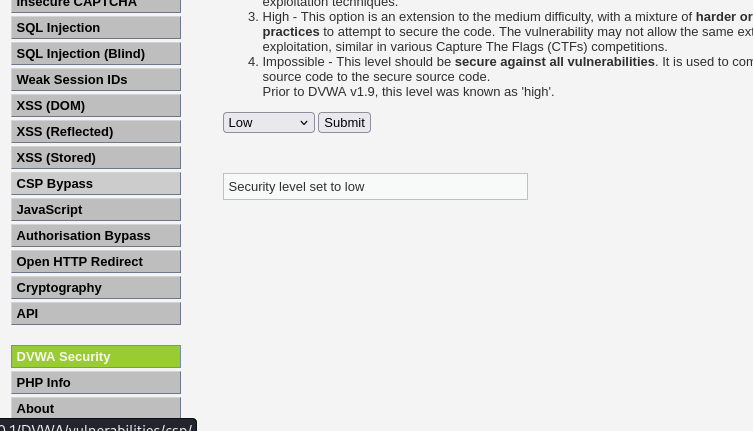 Insecure CAPTCHA
SQL Injection
SQL Injection (Blind)
Weak Session IDs
XSS (DOM)
XSS (Reflected)
XSS (Stored)
CSP Bypass
JavaScript
Authorisation Bypass
Open HTTP Redirect
Cryptography
API
DVWA Security
PHP Info
About
exploitation techniques.
3. High - This option is an extension to the medium difficulty, with a mixture of harder or
practices to attempt to secure the code. The vulnerability may not allow the same ext
exploitation, similar in various Capture The Flags (CTFs) competitions.
4. Impossible - This level should be secure against all vulnerabilities. It is used to com
source code to the secure source code.
Prior to DVWA v1.9, this level was known as 'high'.
Low Submit
Security level set to low
0.1/DVWA/vulnerabilities/csp/